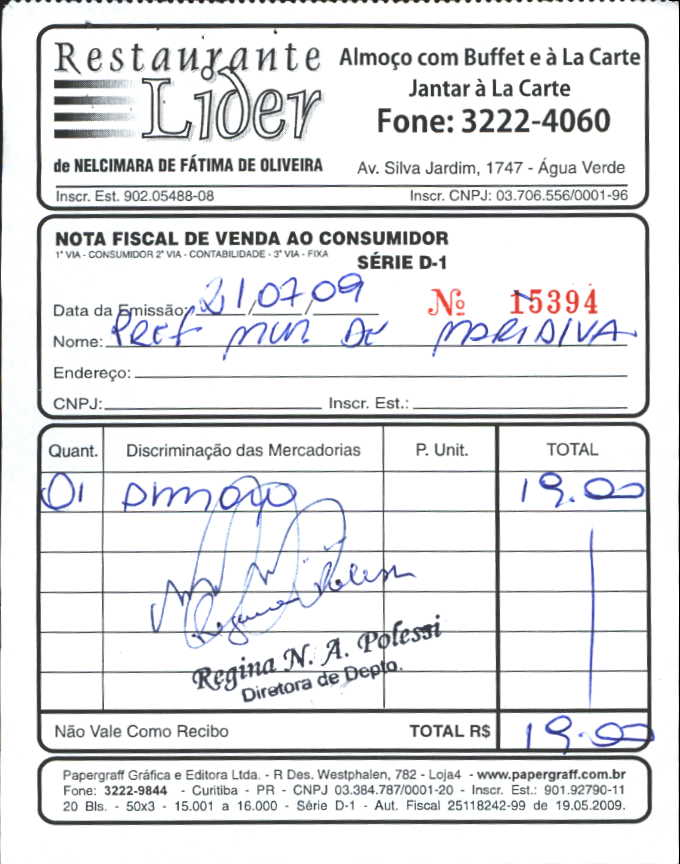 Restaurante Líder
Almoço com Buffet e à La Carte
Jantar à La Carte
Fone: 3222-4060
de NELCIMARA DE FÁTIMA DE OLIVEIRA
Av. Silva Jardim, 1747 - Água Verde
Inscr. Est. 902.05488-08 Inscr. CNPJ: 03.706.556/0001-96
NOTA FISCAL DE VENDA AO CONSUMIDOR
1ª VIA - CONSUMIDOR 2ª VIA - CONTABILIDADE - 3ª VIA - FIXA
SÉRIE D-1
Data da Emissão: 21/07/09 Nº 15394
Nome: PREF MUN DE MARIALVA
Endereço:
CNPJ: Inscr. Est.:
Quant. Discriminação das Mercadorias P. Unit. TOTAL
01 Almoço 19.00
Regina Polessi
Regina N. A. Polessi
Diretora de Depto.
Não Vale Como Recibo TOTAL R$ 19.00
Papergraff Gráfica e Editora Ltda. - R Des. Westphalen, 782 - Loja4 - www.papergraff.com.br
Fone: 3222-9844 - Curitiba - PR - CNPJ 03.384.787/0001-20 - Inscr. Est.: 901.92790-11
20 Bls. - 50x3 - 15.001 a 16.000 - Série D-1 - Aut. Fiscal 25118242-99 de 19.05.2009.